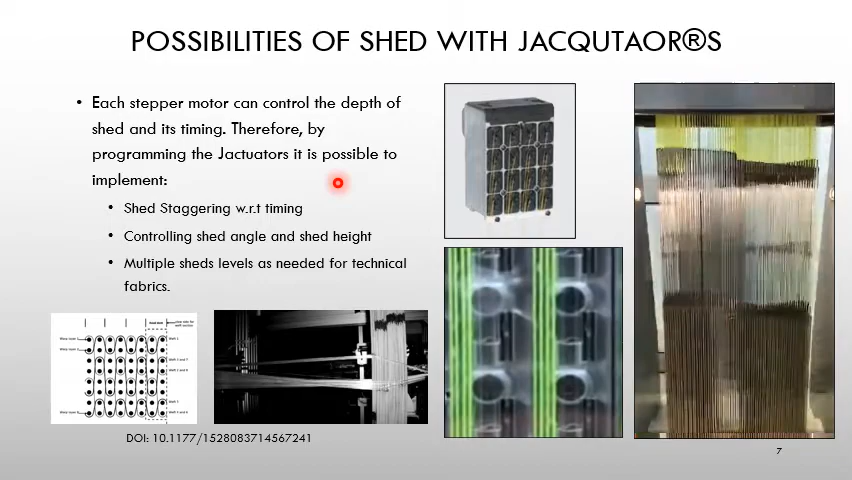 POSSIBILITIES OF SHED WITH JACQUTAOR®S
• Each stepper motor can control the depth of
shed and its timing. Therefore, by
programming the Jactuators it is possible to
implement:
• Shed Staggering w.r.t timing
• Controlling shed angle and shed height
• Multiple sheds levels as needed for technical
fabrics.
DOI: 10.1177/1528083714567241
7